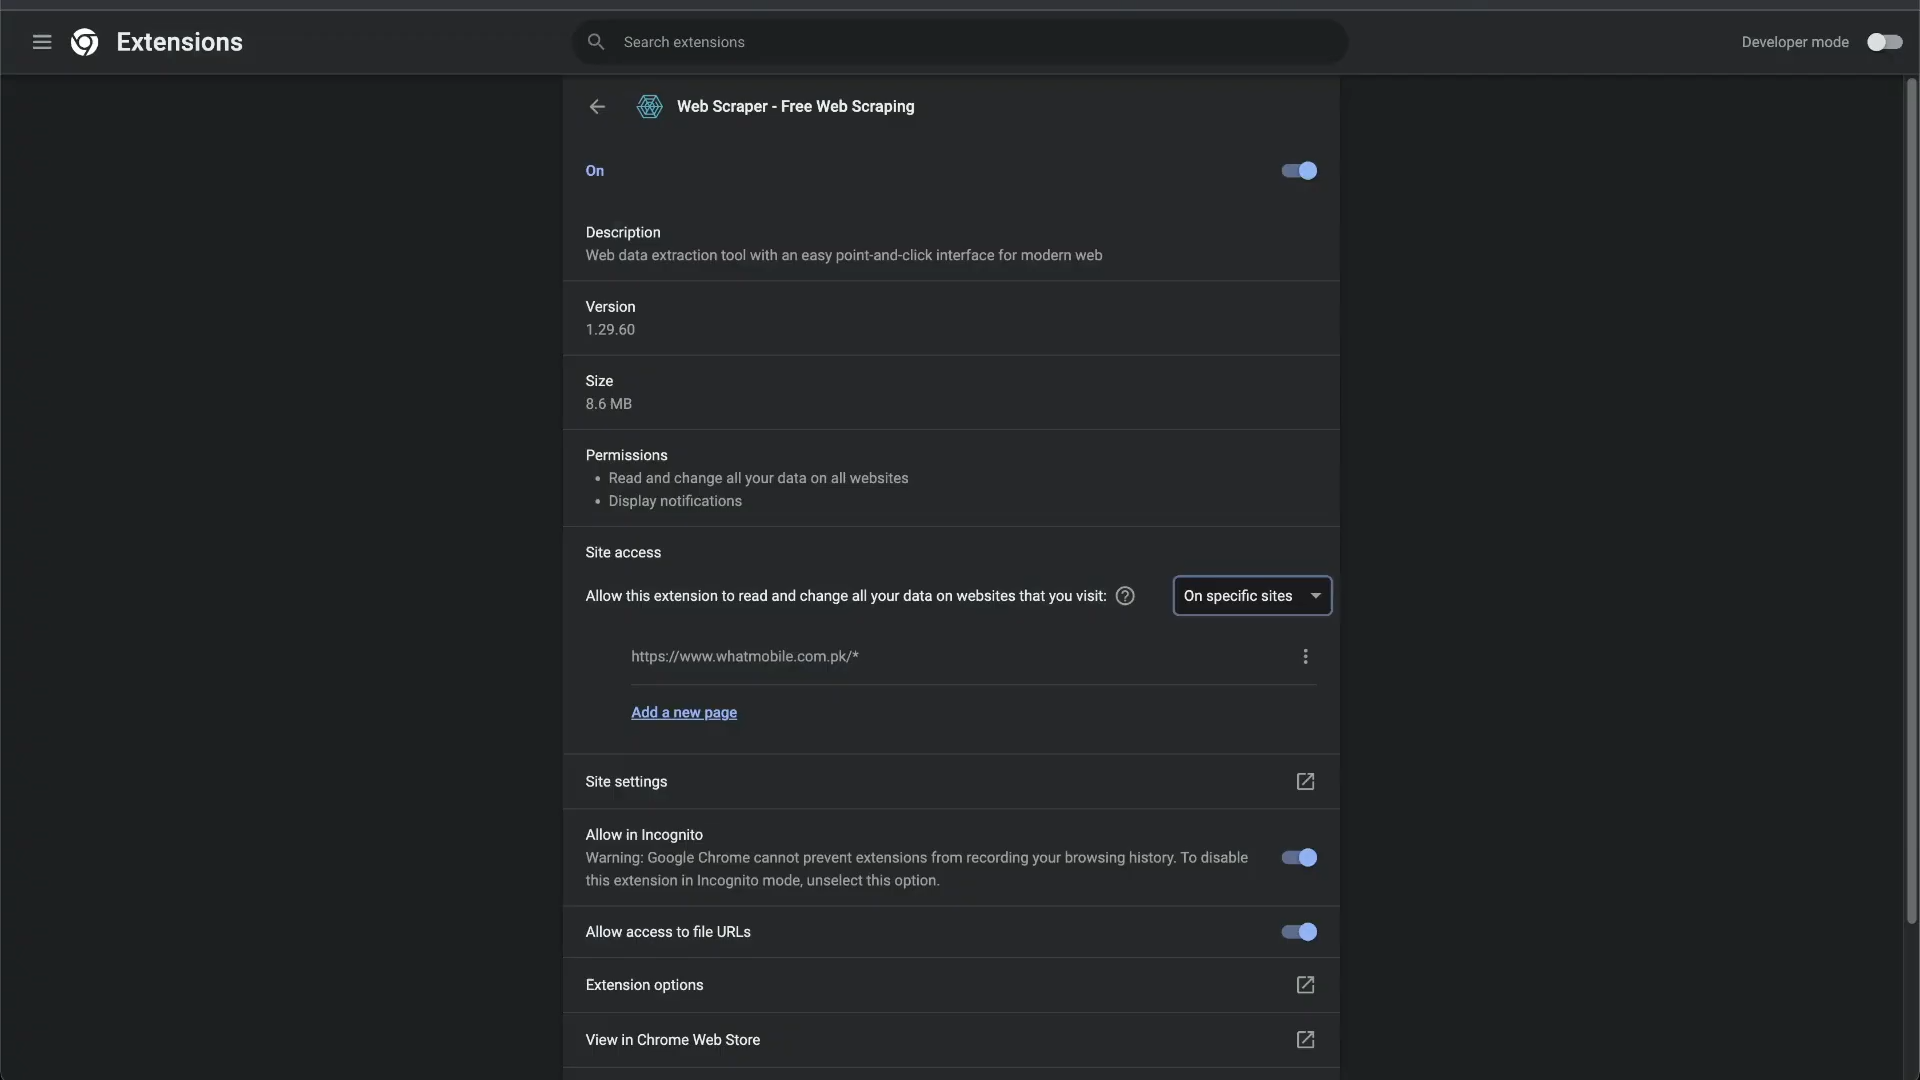 Extensions
Search extensions
Developer mode
Web Scraper - Free Web Scraping
On
Description
Web data extraction tool with an easy point-and-click interface for modern web
Version
1.29.60
Size
8.6 MB
Permissions
• Read and change all your data on all websites
• Display notifications
Site access
Allow this extension to read and change all your data on websites that you visit:
On specific sites
https://www.whatmobile.com.pk/*
Add a new page
Site settings
Allow in Incognito
Warning: Google Chrome cannot prevent extensions from recording your browsing history. To disable
this extension in Incognito mode, unselect this option.
Allow access to file URLs
Extension options
View in Chrome Web Store